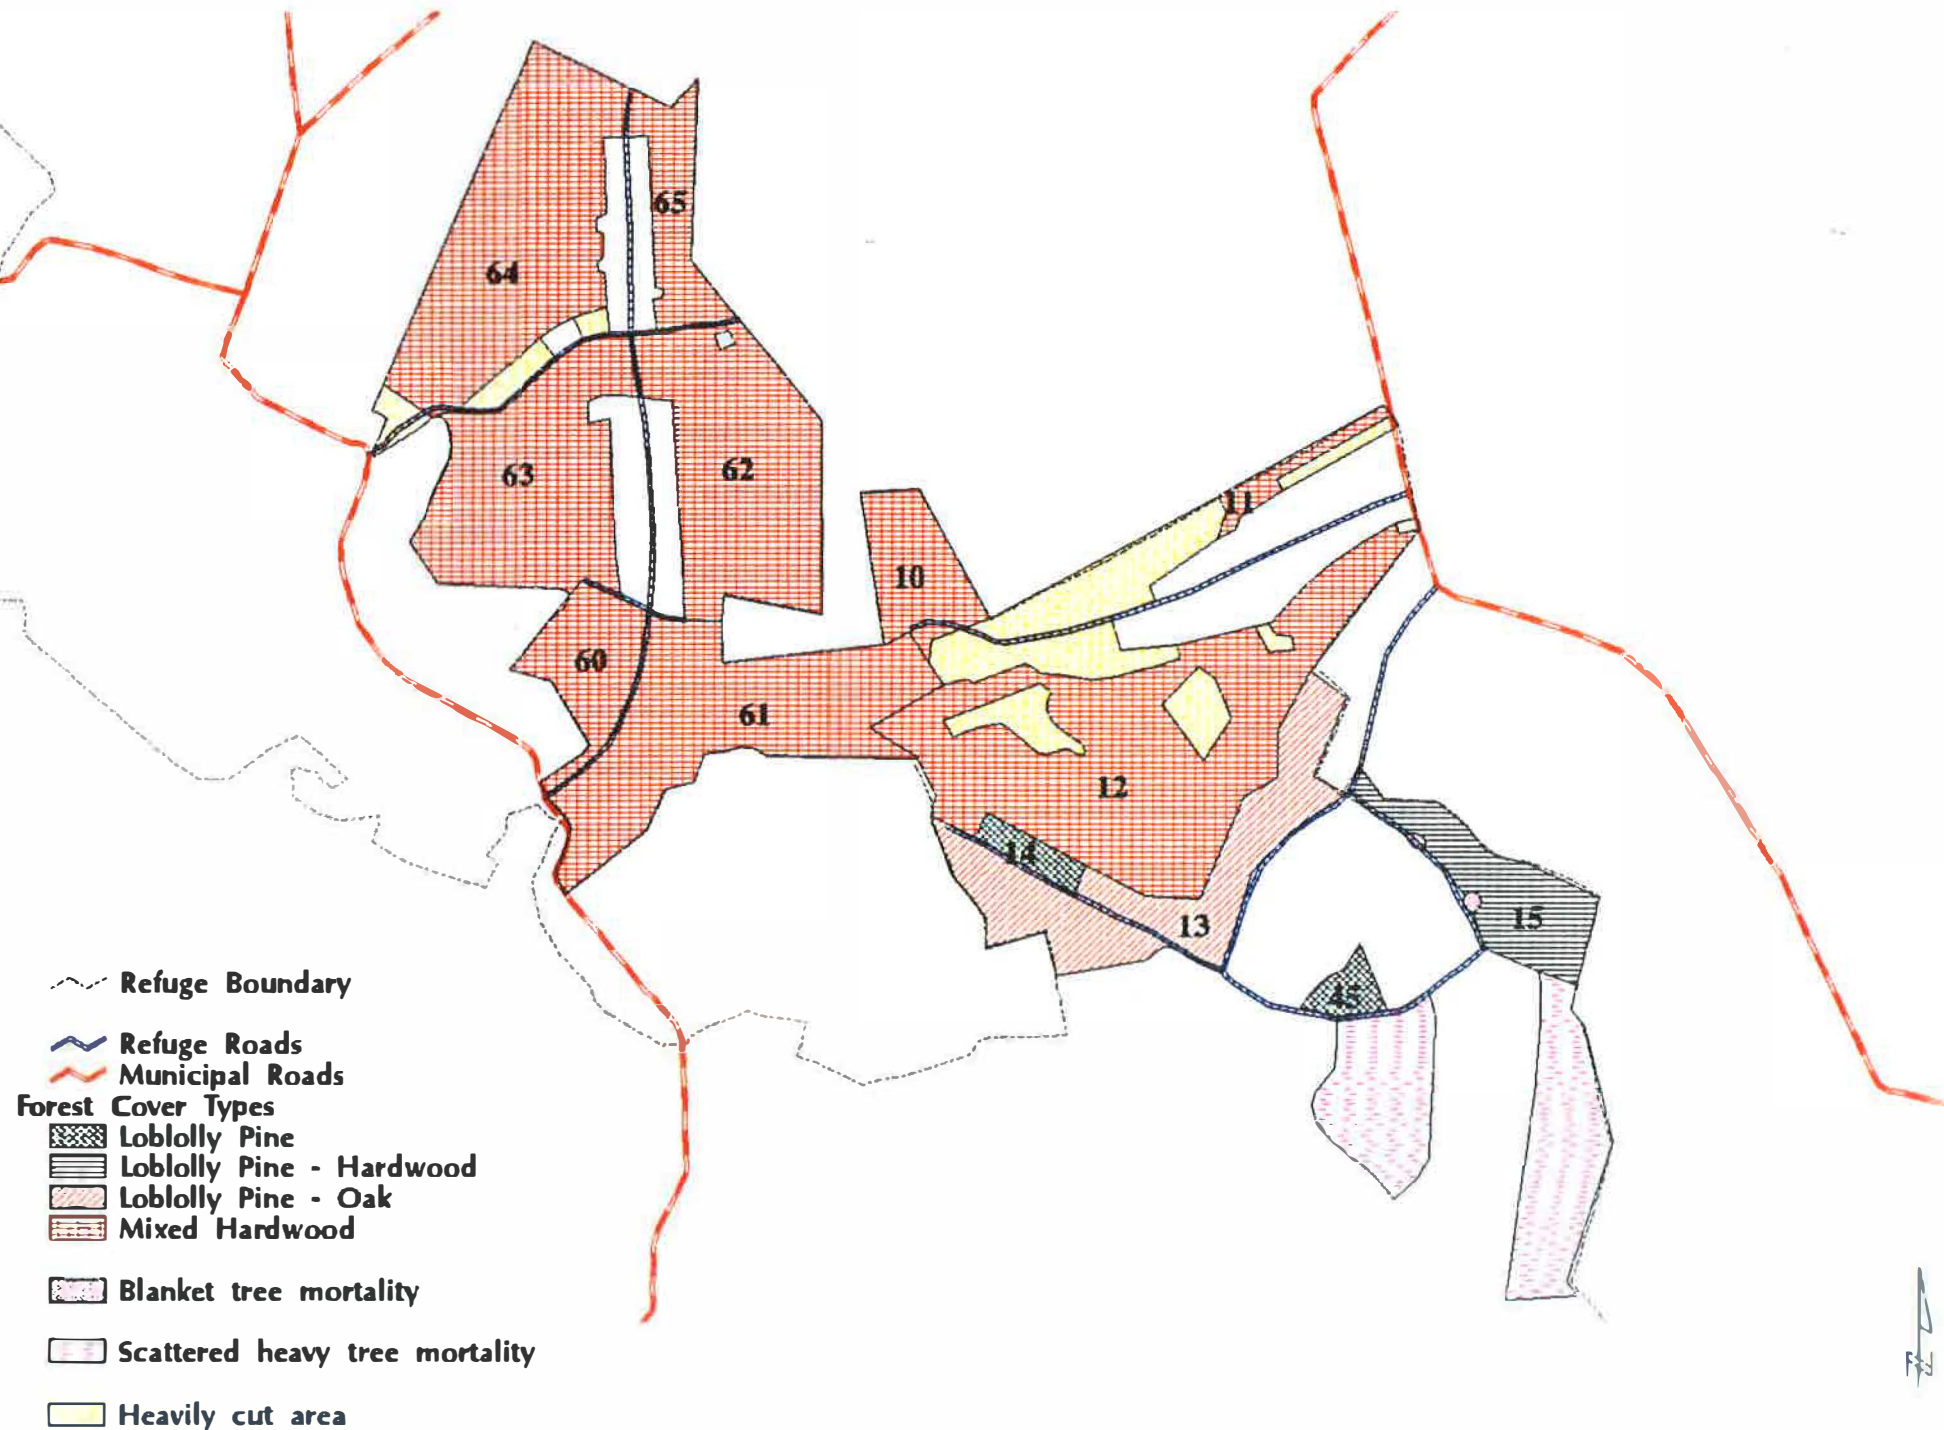 65
64
63
62
11
10
60
61
12
14
13
15
45
Refuge Boundary
Refuge Roads
Municipal Roads
Forest Cover Types
Loblolly Pine
Loblolly Pine - Hardwood
Loblolly Pine - Oak
Mixed Hardwood
Blanket tree mortality
Scattered heavy tree mortality
Heavily cut area